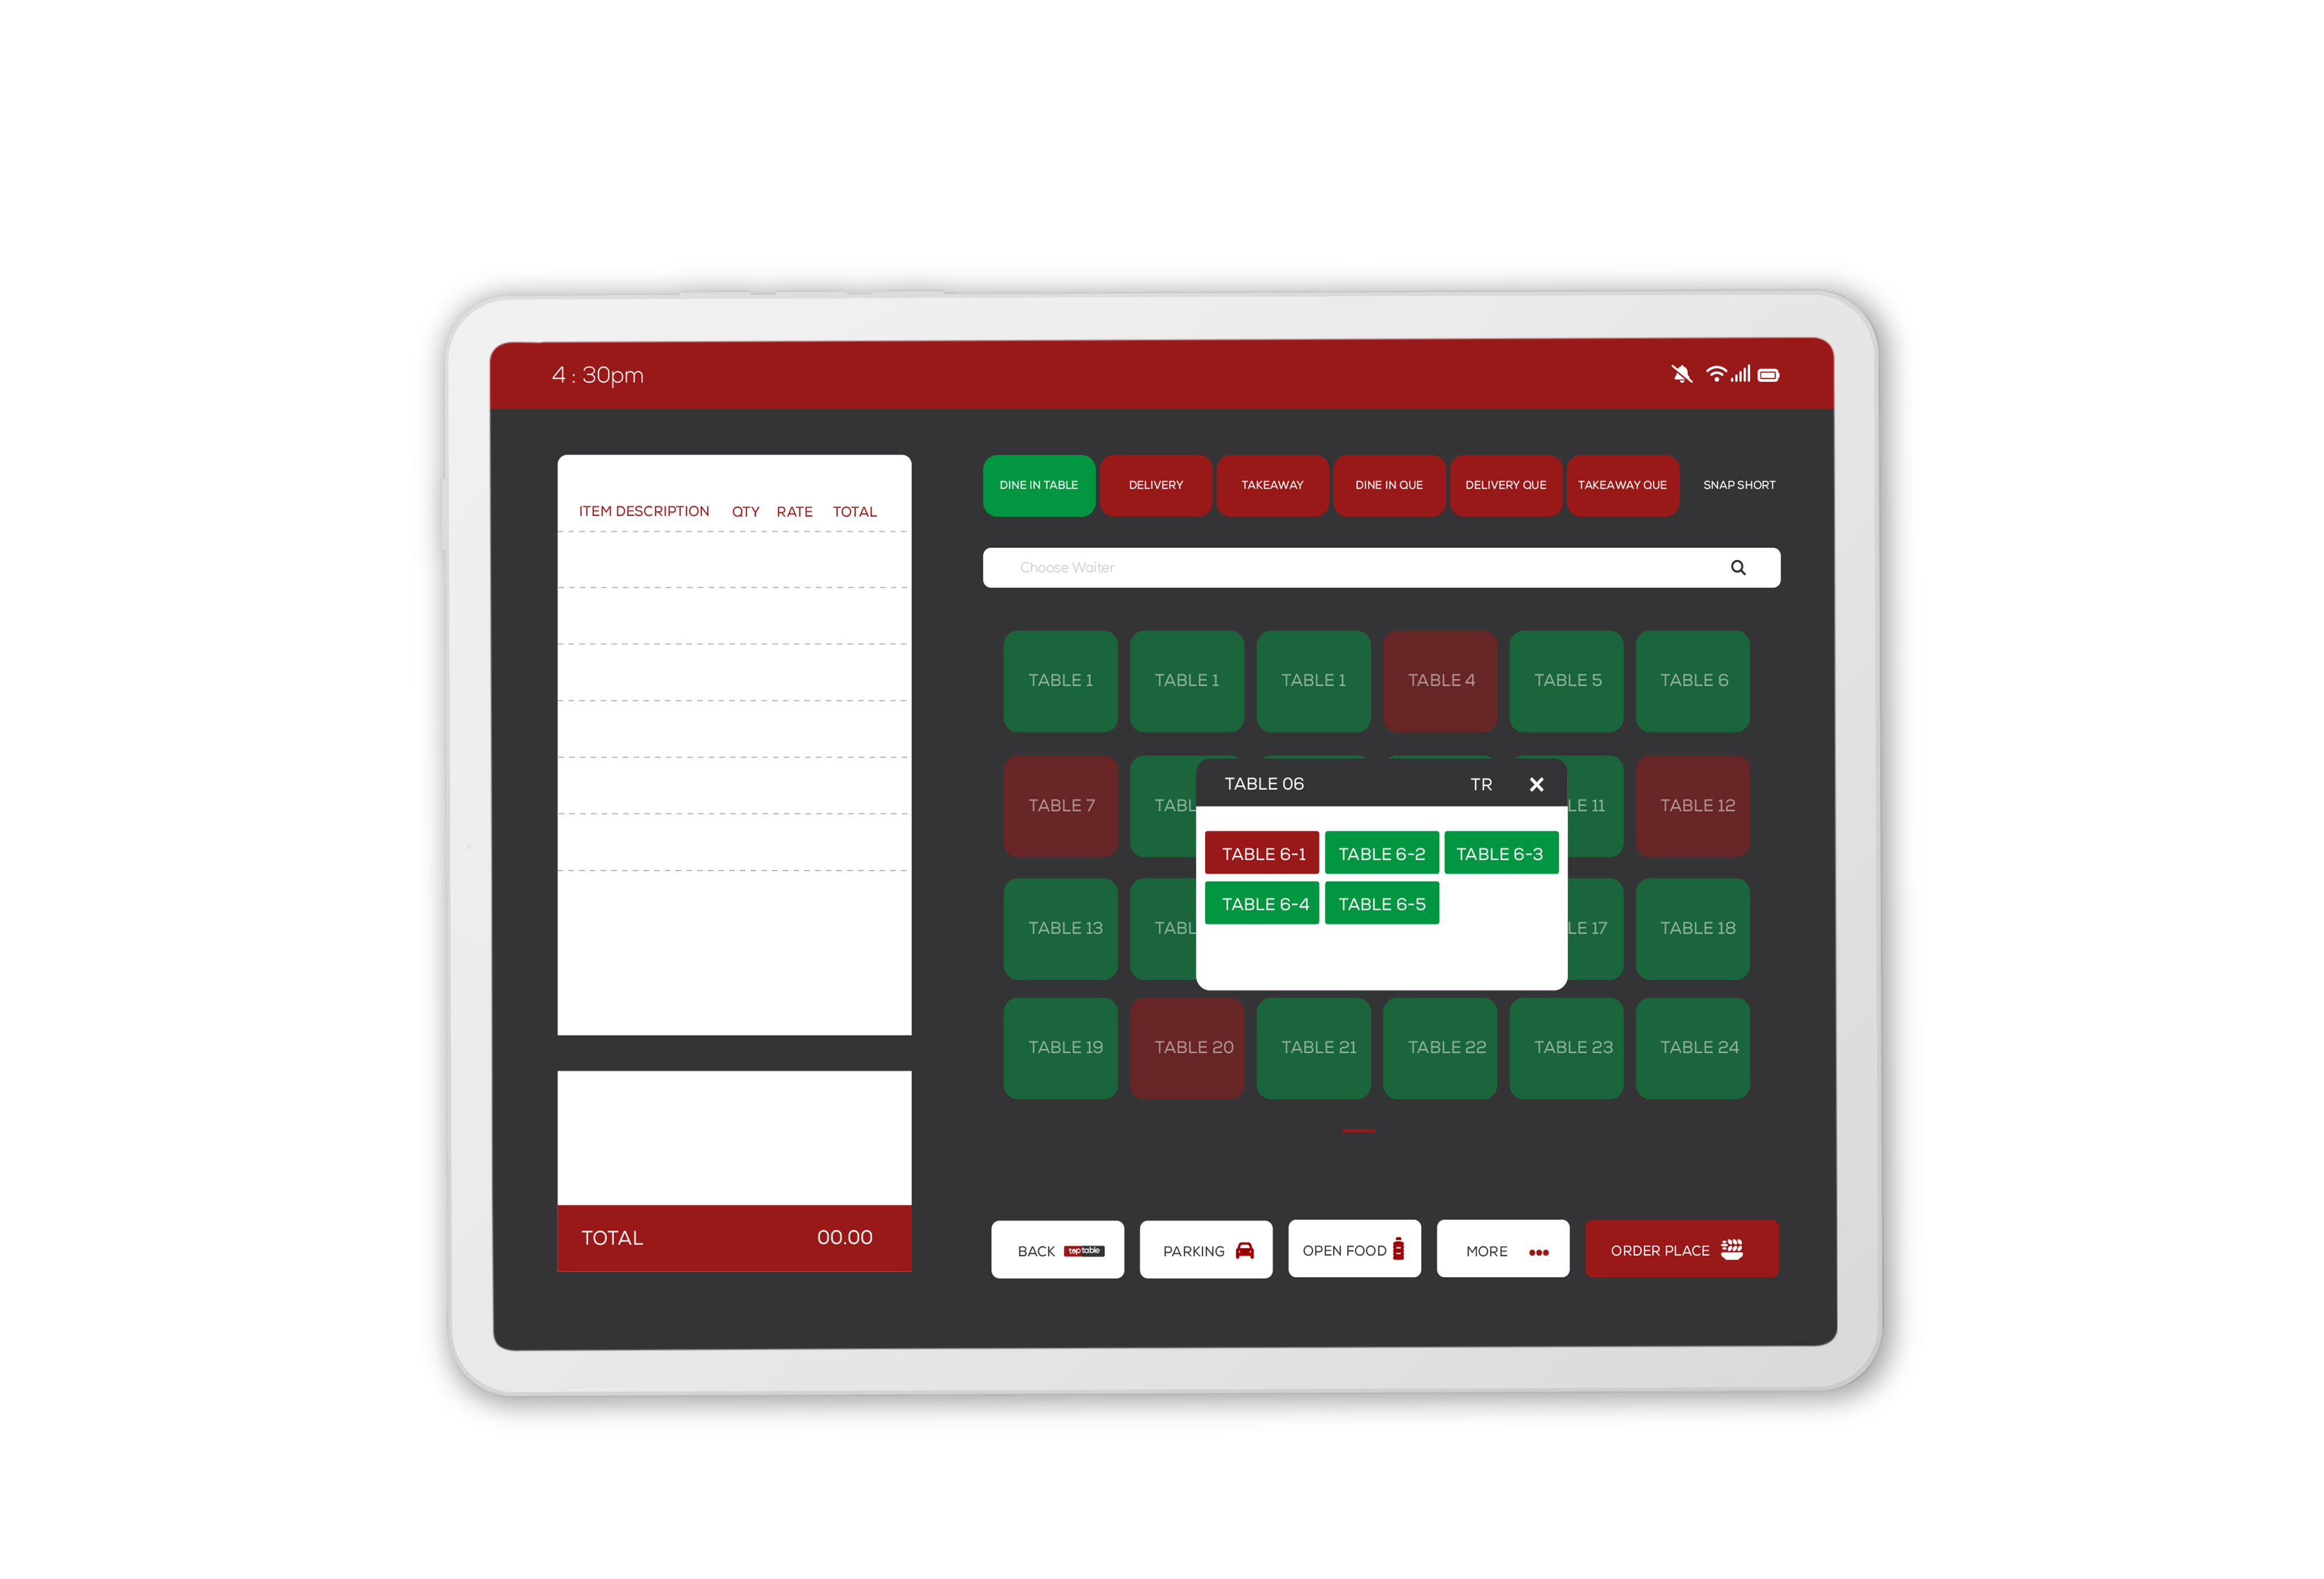 4 : 30pm
ITEM DESCRIPTION QTY RATE TOTAL
TOTAL 00.00
DINE IN TABLE DELIVERY TAKEAWAY DINE IN QUE DELIVERY QUE TAKEAWAY QUE SNAP SHORT
Choose Waiter
TABLE 1 TABLE 1 TABLE 1 TABLE 4 TABLE 5 TABLE 6
TABLE 7 TABL LE 11 TABLE 12
TABLE 06 TR
TABLE 6-1 TABLE 6-2 TABLE 6-3
TABLE 6-4 TABLE 6-5
TABLE 13 TABL LE 17 TABLE 18
TABLE 19 TABLE 20 TABLE 21 TABLE 22 TABLE 23 TABLE 24
BACK taptable PARKING OPEN FOOD MORE ORDER PLACE